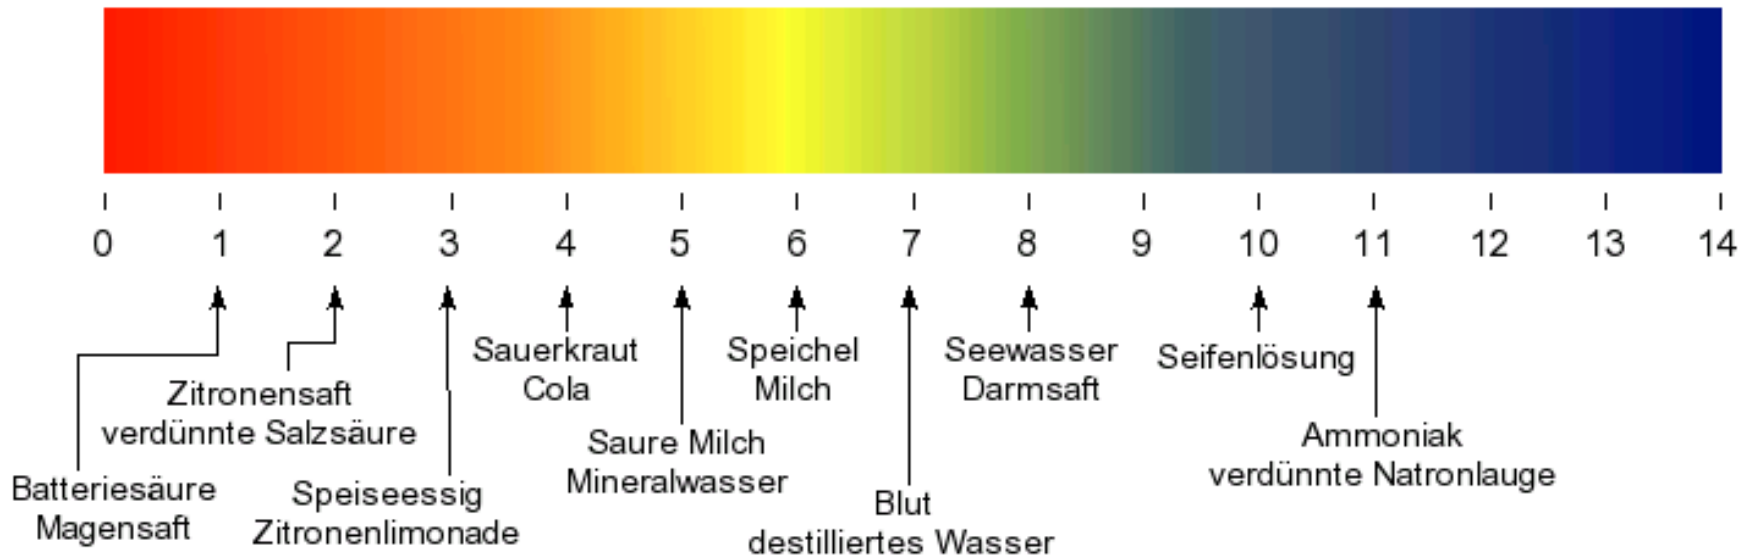 0 1 2 3 4 5 6 7 8 9 10 11 12 13 14
Batteriesäure
Magensaft
Zitronensaft
verdünnte Salzsäure
Speiseessig
Zitronenlimonade
Sauerkraut
Cola
Saure Milch
Mineralwasser
Speichel
Milch
Blut
destilliertes Wasser
Seewasser
Darmsaft
Seifenlösung
Ammoniak
verdünnte Natronlauge